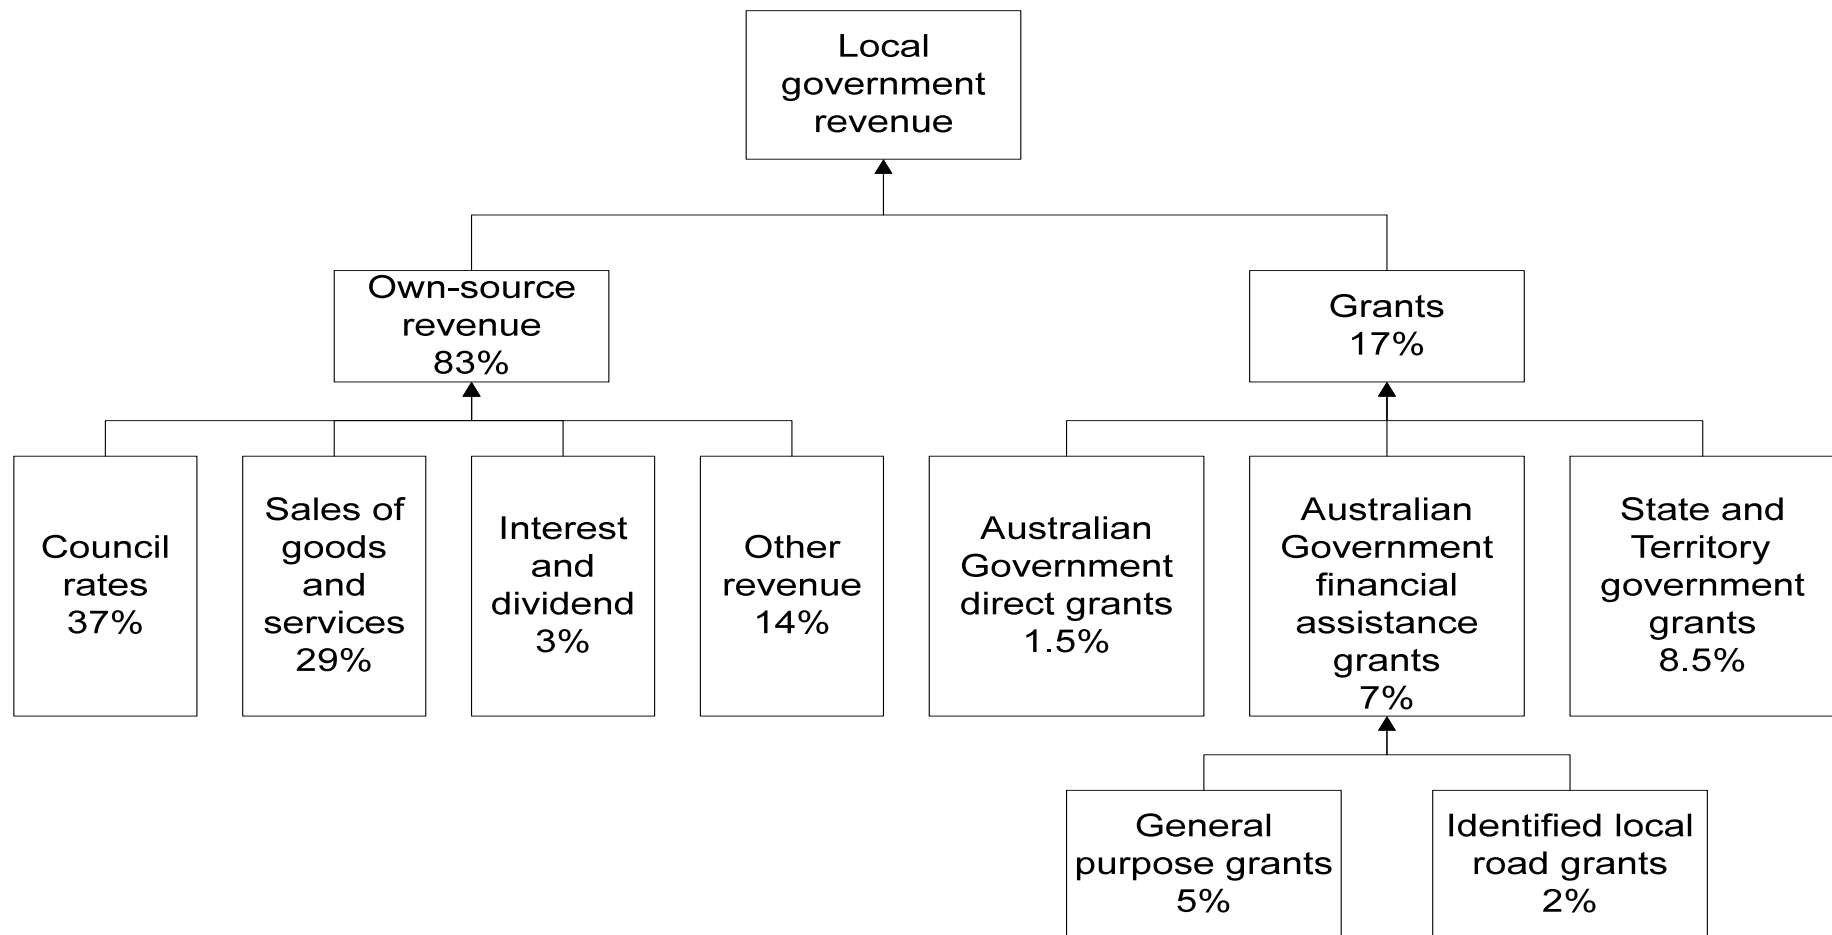 Local
government
revenue
Own-source
revenue
83%
Grants
17%
Council
rates
37%
Sales of
goods
and
services
29%
Interest
and
dividend
3%
Other
revenue
14%
Australian
Government
direct grants
1.5%
Australian
Government
financial
assistance
grants
7%
State and
Territory
government
grants
8.5%
General
purpose grants
5%
Identified local
road grants
2%